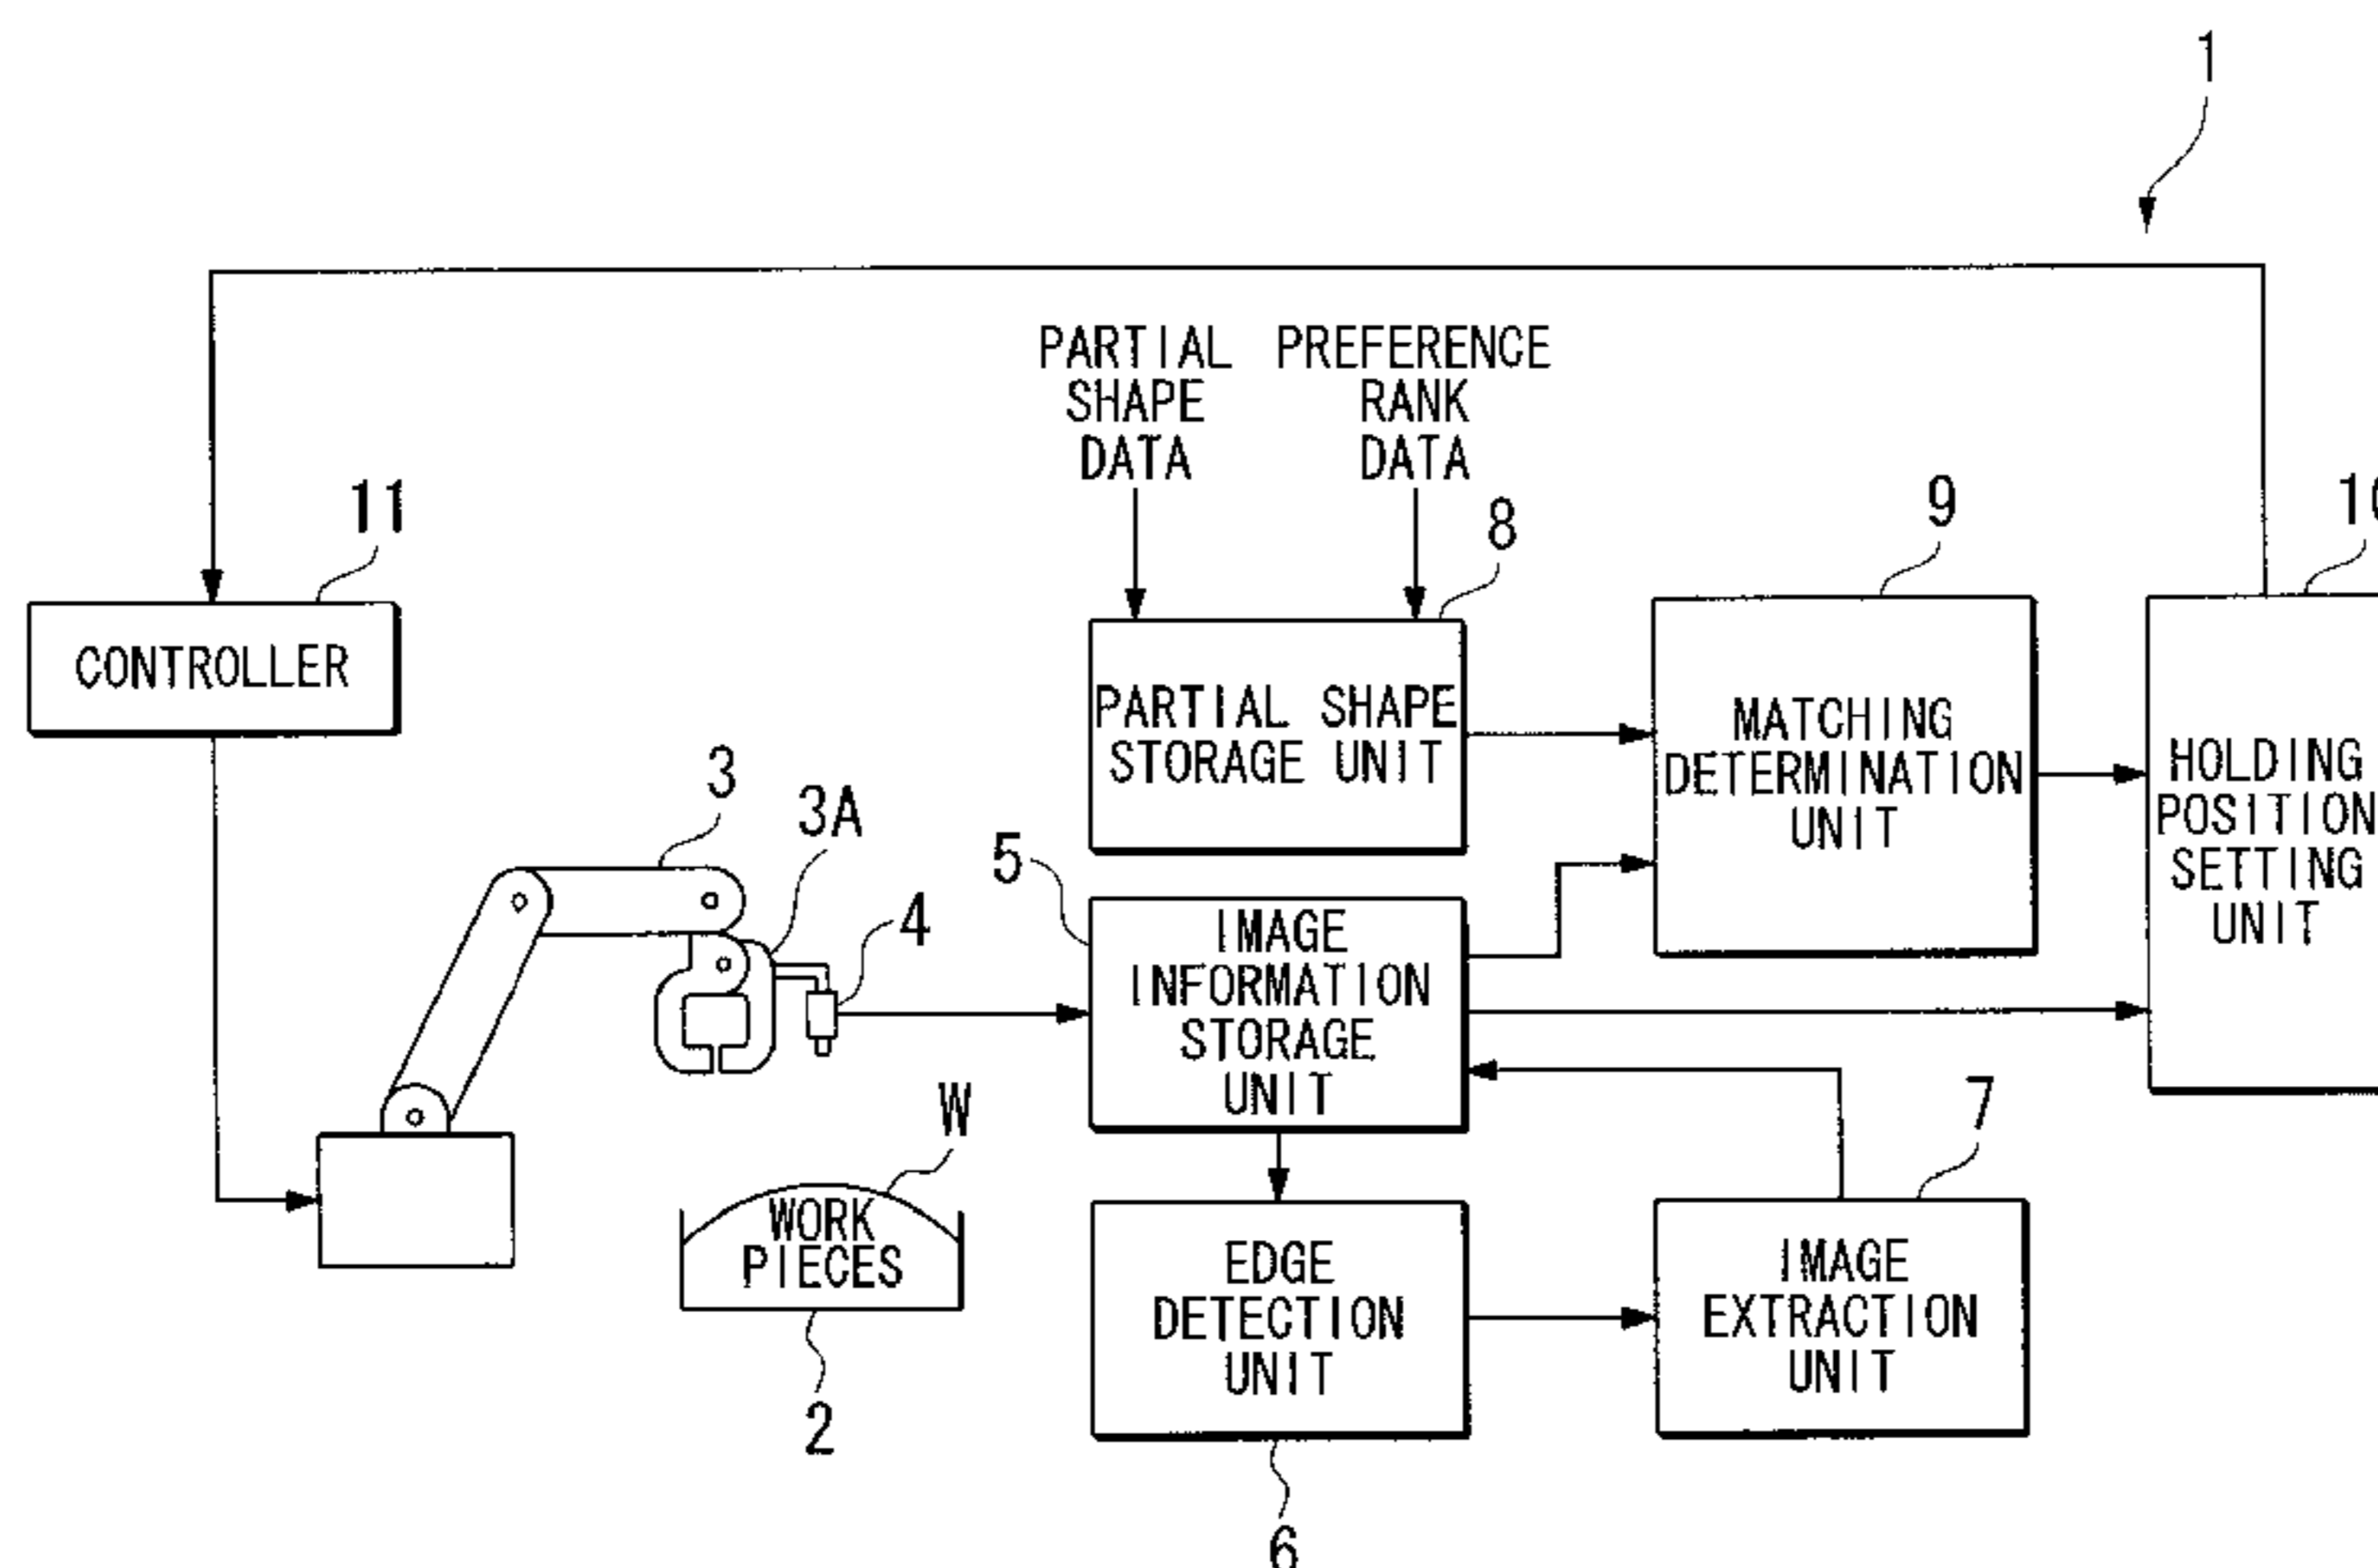 1
PARTIAL
SHAPE
DATA
PREFERENCE
RANK
DATA
11
8
9
10
CONTROLLER
PARTIAL SHAPE
STORAGE UNIT
MATCHING
DETERMINATION
UNIT
HOLDING
POSITION
SETTING
UNIT
3
3A
4
5
IMAGE
INFORMATION
STORAGE
UNIT
W
WORK
PIECES
2
7
EDGE
DETECTION
UNIT
IMAGE
EXTRACTION
UNIT
6